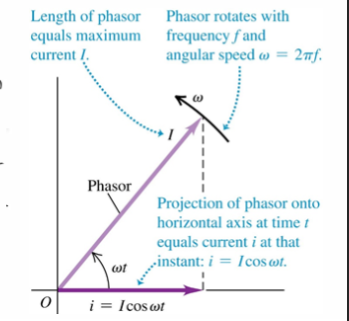 Length of phasor
equals maximum
current I.
Phasor rotates with
frequency f and
angular speed ω = 2πf.
ω
I
Phasor
Projection of phasor onto
horizontal axis at time t
equals current i at that
instant: i = I cos ωt.
ωt
O
i = I cos ωt